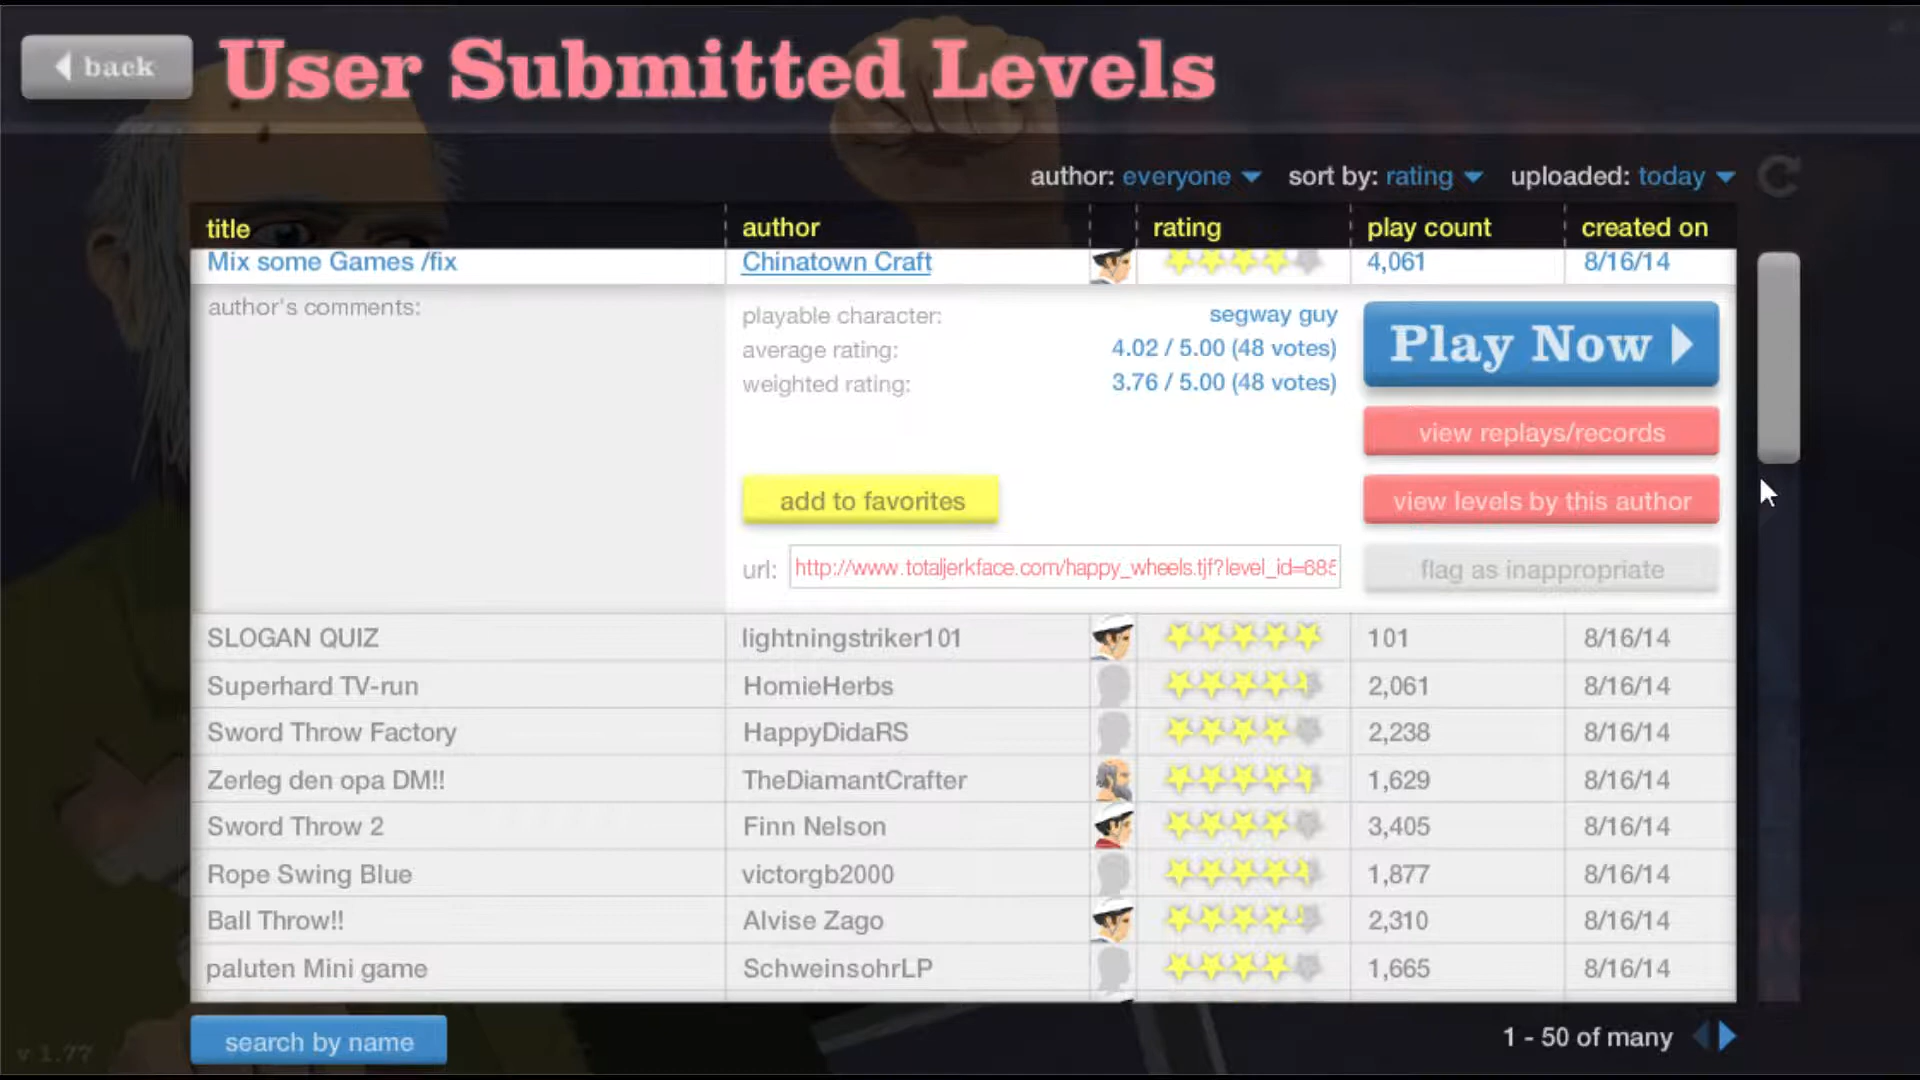 back
User Submitted Levels
author: everyone sort by: rating uploaded: today
title author rating play count created on
Mix some Games /fix Chinatown Craft 4,061 8/16/14
author's comments:
playable character: segway guy
average rating: 4.02 / 5.00 (48 votes)
weighted rating: 3.76 / 5.00 (48 votes)
Play Now
view replays/records
add to favorites
view levels by this author
url: http://www.totaljerkface.com/happy_wheels.tjf?level_id=685
flag as inappropriate
SLOGAN QUIZ lightningstriker101 101 8/16/14
Superhard TV-run HomieHerbs 2,061 8/16/14
Sword Throw Factory HappyDidaRS 2,238 8/16/14
Zerleg den opa DM!! TheDiamantCrafter 1,629 8/16/14
Sword Throw 2 Finn Nelson 3,405 8/16/14
Rope Swing Blue victorgb2000 1,877 8/16/14
Ball Throw!! Alvise Zago 2,310 8/16/14
paluten Mini game SchweinsohrLP 1,665 8/16/14
search by name
1 - 50 of many
v 1.77